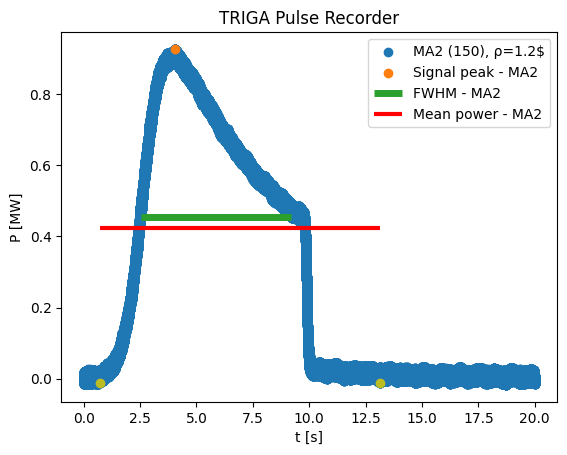 TRIGA Pulse Recorder
MA2 (150), ρ=1.2$
Signal peak - MA2
FWHM - MA2
Mean power - MA2
P [MW]
0.8
0.6
0.4
0.2
0.0
0.0 2.5 5.0 7.5 10.0 12.5 15.0 17.5 20.0
t [s]